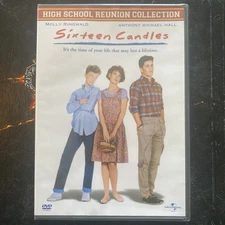 HIGH SCHOOL REUNION COLLECTION
MOLLY RINGWALD ANTHONY MICHAEL HALL
Sixteen Candles
It's the time of your life that may last a lifetime.
DVD
UNIVERSAL